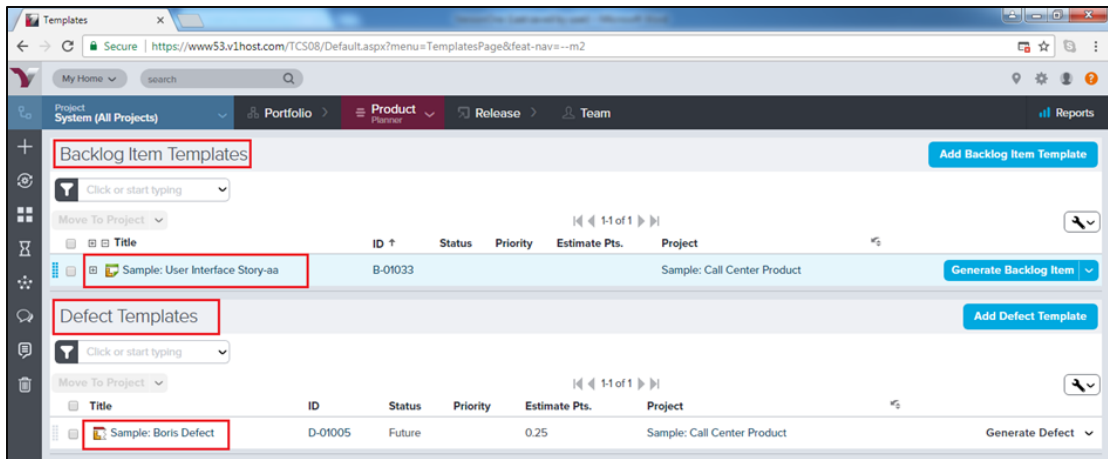 Templates
Secure | https://www53.v1host.com/TCS08/Default.aspx?menu=TemplatesPage&feat-nav=--m2
My Home search
Project
System (All Projects) Portfolio Product Planner Release Team Reports
Backlog Item Templates Add Backlog Item Template
Click or start typing
Move To Project 1-1 of 1
Title ID Status Priority Estimate Pts. Project
Sample: User Interface Story-aa B-01033 Sample: Call Center Product Generate Backlog Item
Defect Templates Add Defect Template
Click or start typing
Move To Project 1-1 of 1
Title ID Status Priority Estimate Pts. Project
Sample: Boris Defect D-01005 Future 0.25 Sample: Call Center Product Generate Defect